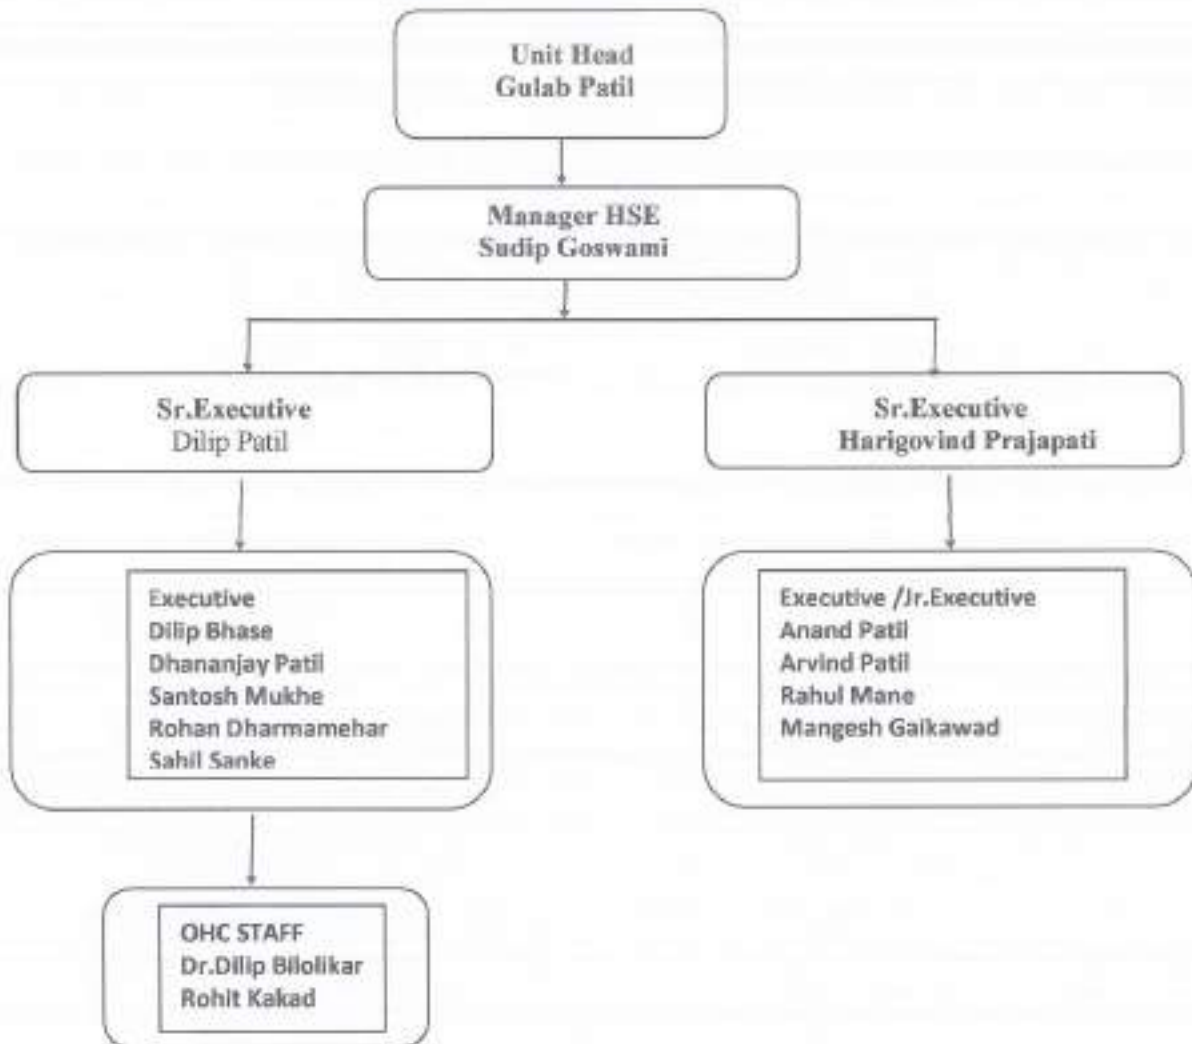 Unit Head
Gulab Patil
Manager HSE
Sudip Goswami
Sr.Executive
Dilip Patil
Sr.Executive
Harigovind Prajapati
Executive
Dilip Bhase
Dhananjay Patil
Santosh Mukhe
Rohan Dharmamehar
Sahil Sanke
Executive /Jr.Executive
Anand Patil
Arvind Patil
Rahul Mane
Mangesh Gaikawad
OHC STAFF
Dr.Dilip Bilolikar
Rohit Kakad